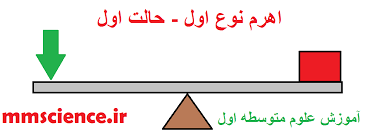 اهرم نوع اول - حالت اول
mmscience.ir
آموزش علوم متوسطه اول